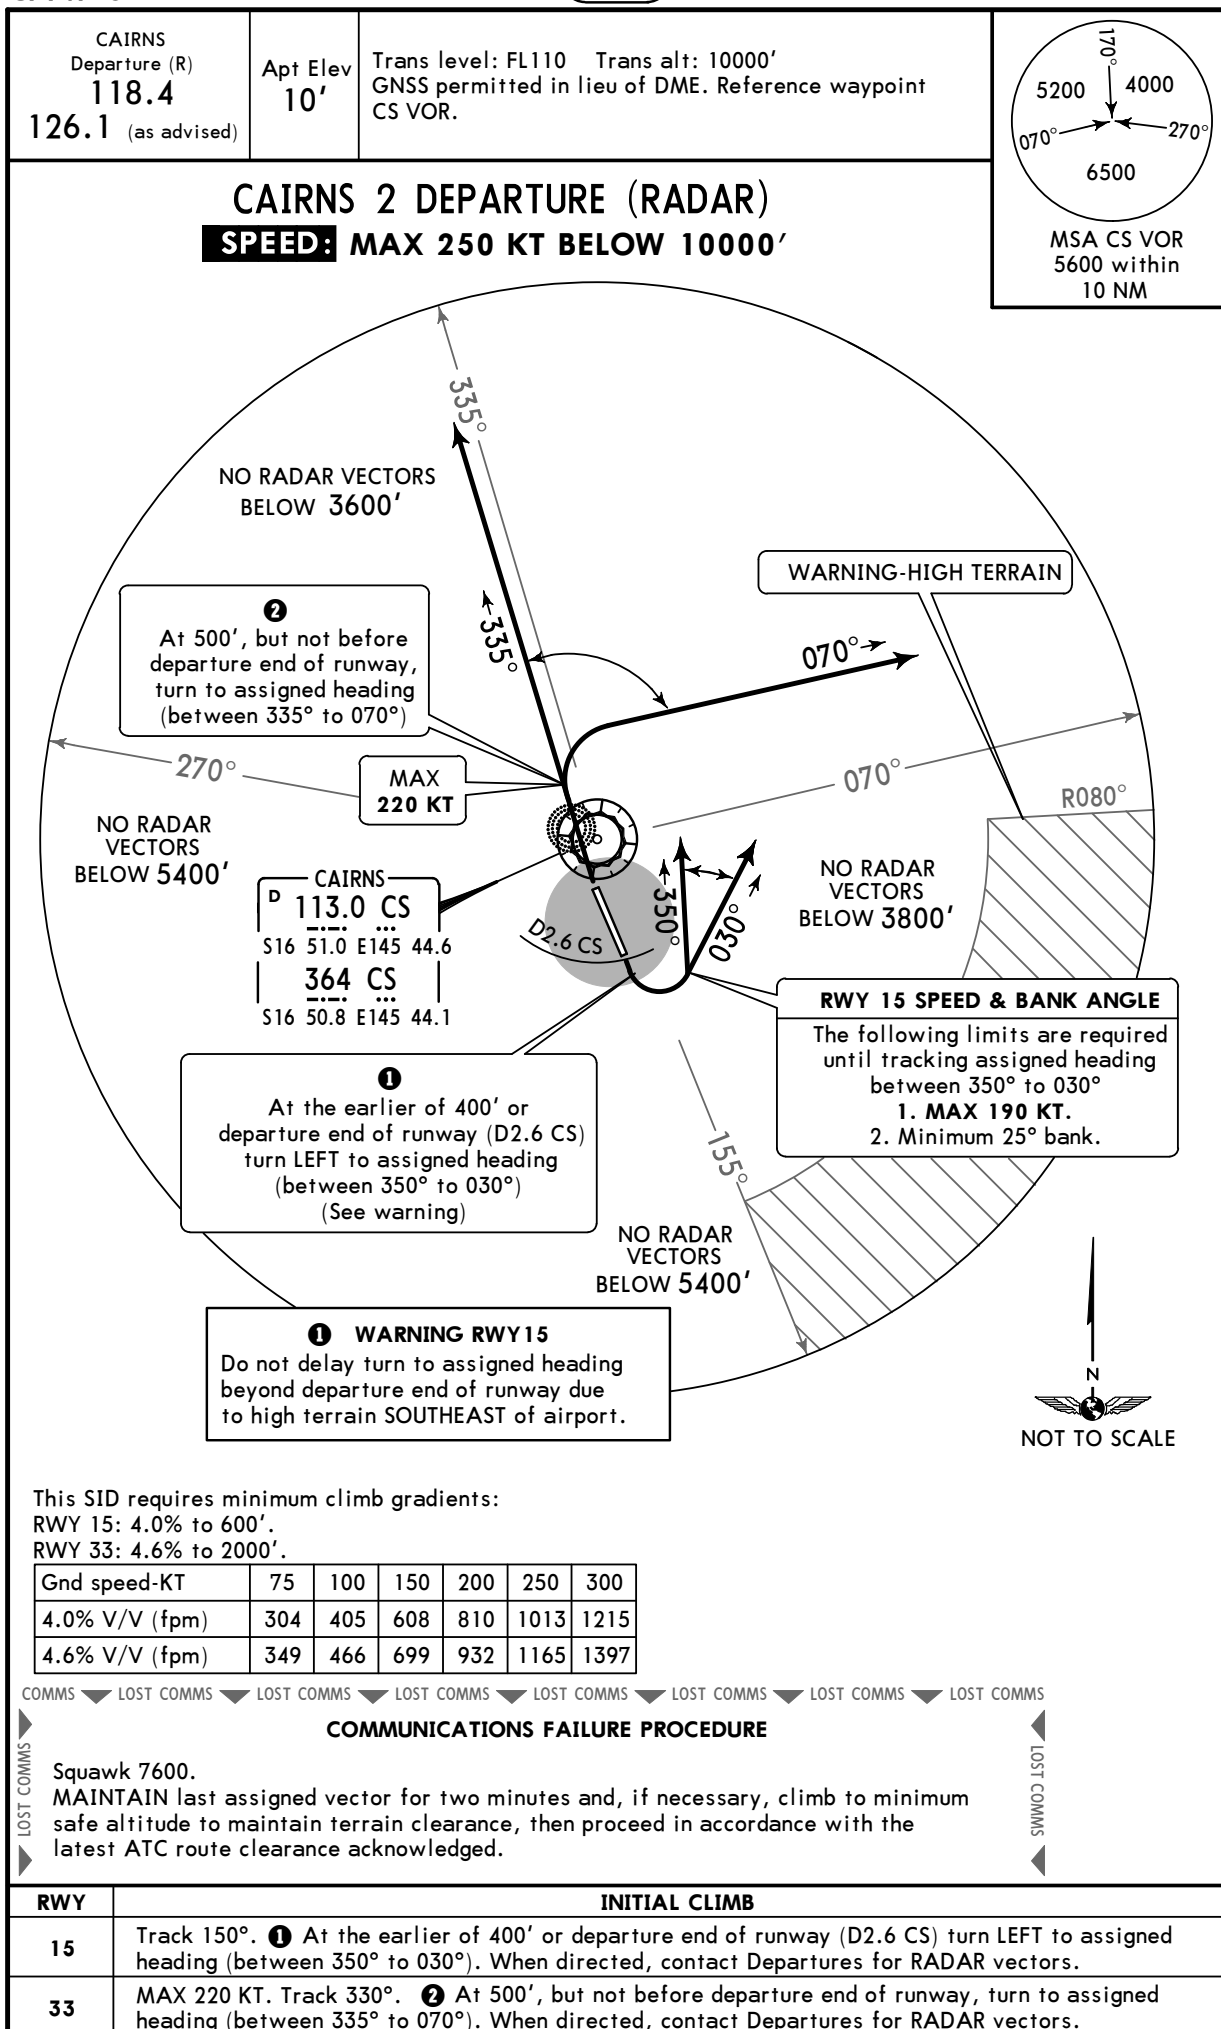 CAIRNS
Departure (R)
118.4
126.1 (as advised)
Apt Elev
10'
Trans level: FL110 Trans alt: 10000'
GNSS permitted in lieu of DME. Reference waypoint
CS VOR.
170°
5200
4000
070°
270°
6500
MSA CS VOR
5600 within
10 NM
CAIRNS 2 DEPARTURE (RADAR)
SPEED: MAX 250 KT BELOW 10000'
335°
NO RADAR VECTORS
BELOW 3600'
WARNING-HIGH TERRAIN
2
At 500', but not before
departure end of runway,
turn to assigned heading
(between 335° to 070°)
335°
070°
270°
MAX
220 KT
070°
R080°
NO RADAR
VECTORS
BELOW 5400'
CAIRNS
D 113.0 CS
S16 51.0 E145 44.6
364 CS
S16 50.8 E145 44.1
D2.6 CS
350°
030°
NO RADAR
VECTORS
BELOW 3800'
RWY 15 SPEED & BANK ANGLE
The following limits are required
until tracking assigned heading
between 350° to 030°
1. MAX 190 KT.
2. Minimum 25° bank.
1
At the earlier of 400' or
departure end of runway (D2.6 CS)
turn LEFT to assigned heading
(between 350° to 030°)
(See warning)
155°
NO RADAR
VECTORS
BELOW 5400'
1 WARNING RWY15
Do not delay turn to assigned heading
beyond departure end of runway due
to high terrain SOUTHEAST of airport.
N
NOT TO SCALE
This SID requires minimum climb gradients:
RWY 15: 4.0% to 600'.
RWY 33: 4.6% to 2000'.
Gnd speed-KT 75 100 150 200 250 300
4.0% V/V (fpm) 304 405 608 810 1013 1215
4.6% V/V (fpm) 349 466 699 932 1165 1397
COMMS LOST COMMS LOST COMMS LOST COMMS LOST COMMS LOST COMMS LOST COMMS LOST COMMS
LOST COMMS
LOST COMMS
COMMUNICATIONS FAILURE PROCEDURE
Squawk 7600.
MAINTAIN last assigned vector for two minutes and, if necessary, climb to minimum
safe altitude to maintain terrain clearance, then proceed in accordance with the
latest ATC route clearance acknowledged.
RWY INITIAL CLIMB
15
Track 150°. 1 At the earlier of 400' or departure end of runway (D2.6 CS) turn LEFT to assigned
heading (between 350° to 030°). When directed, contact Departures for RADAR vectors.
33
MAX 220 KT. Track 330°. 2 At 500', but not before departure end of runway, turn to assigned
heading (between 335° to 070°). When directed, contact Departures for RADAR vectors.